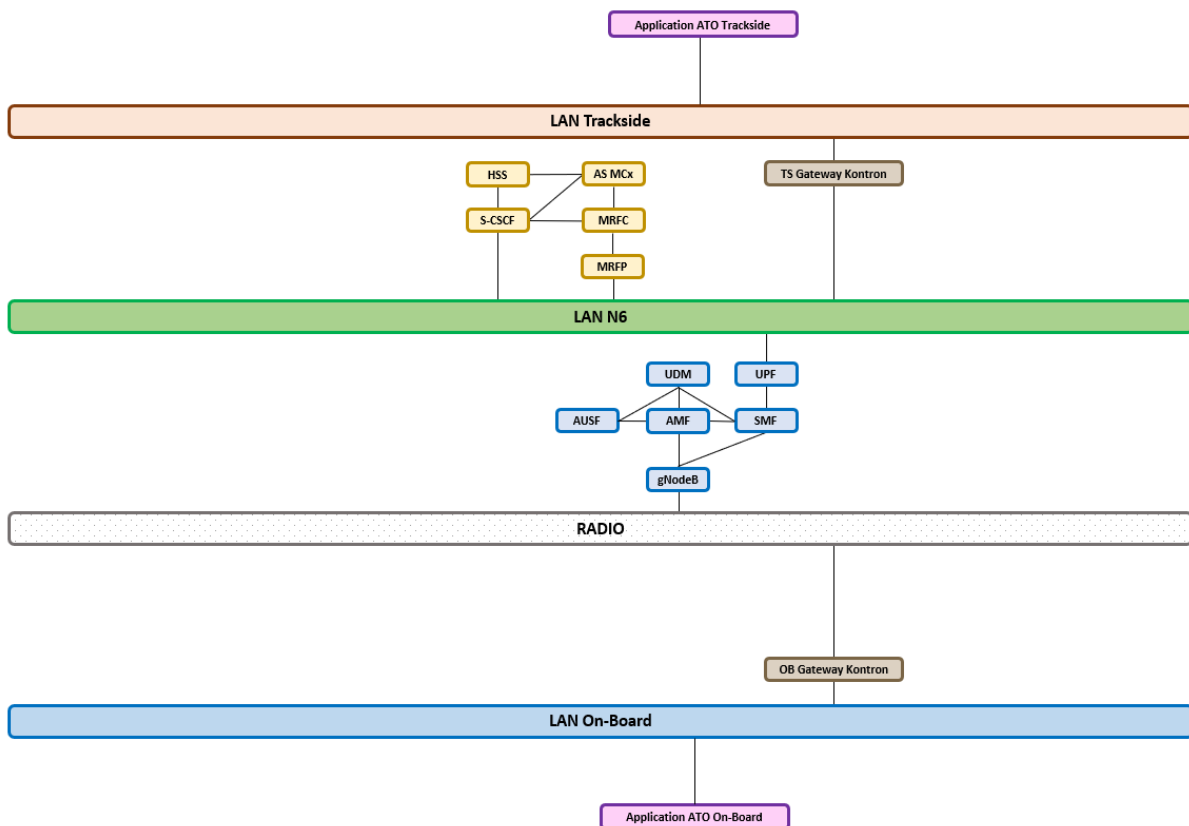 Application ATO Trackside
LAN Trackside
HSS
AS MCx
TS Gateway Kontron
S-CSCF
MRFC
MRFP
LAN N6
UDM
UPF
AUSF
AMF
SMF
gNodeB
RADIO
OB Gateway Kontron
LAN On-Board
Application ATO On-Board